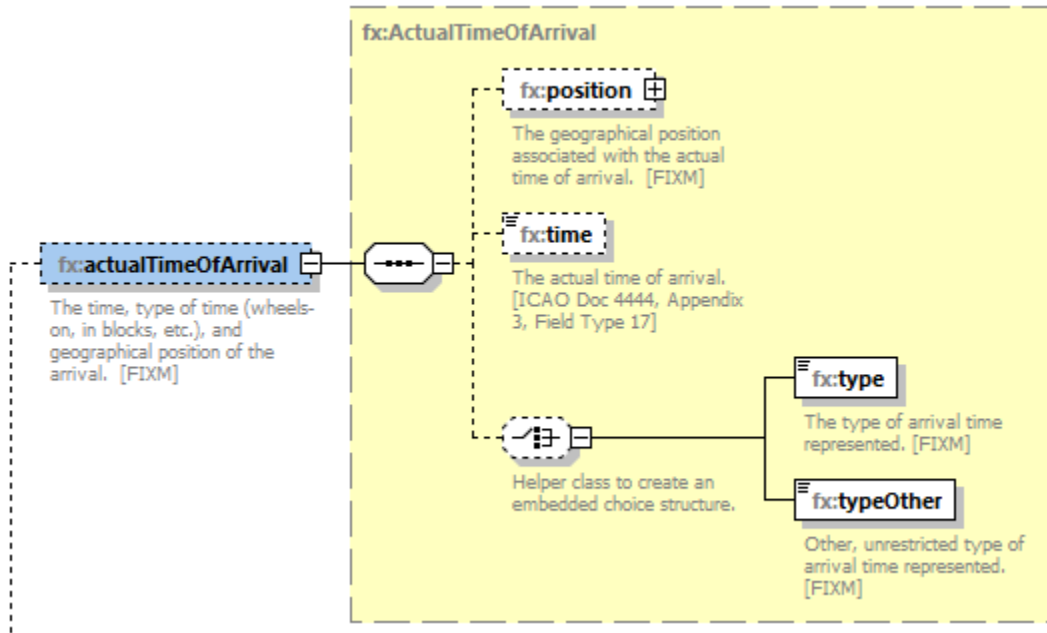 fx:ActualTimeOfArrival
fx:position
The geographical position
associated with the actual
time of arrival. [FIXM]
fx:time
The actual time of arrival.
[ICAO Doc 4444, Appendix
3, Field Type 17]
fx:actualTimeOfArrival
The time, type of time (wheels-
on, in blocks, etc.), and
geographical position of the
arrival. [FIXM]
fx:type
The type of arrival time
represented. [FIXM]
Helper class to create an
embedded choice structure.
fx:typeOther
Other, unrestricted type of
arrival time represented.
[FIXM]